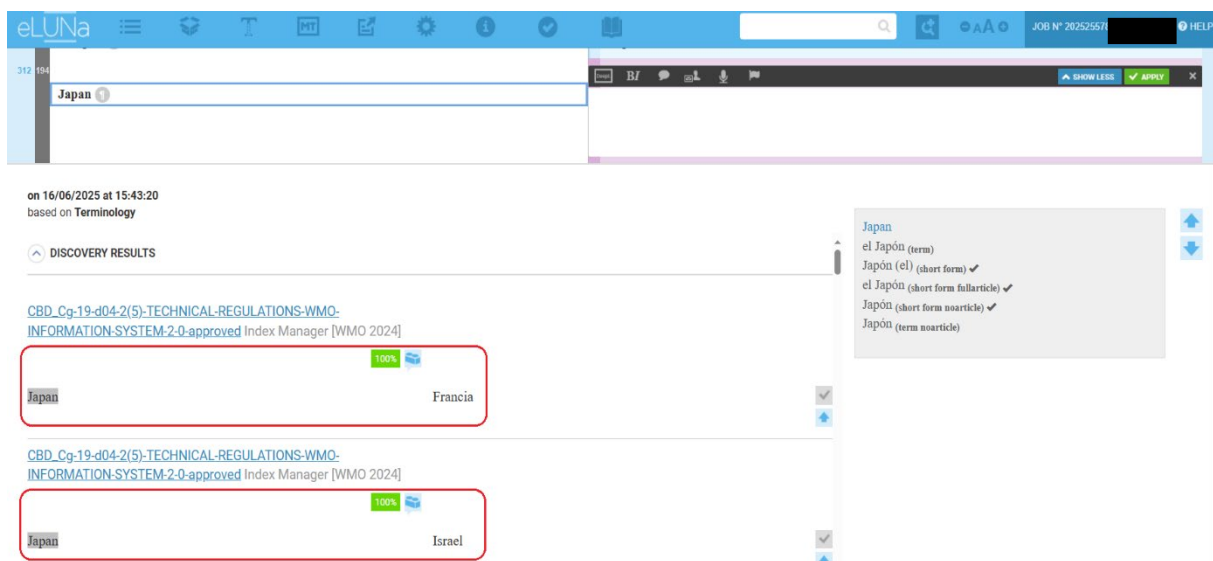 eLUNa
T
MT
A A A
JOB N° 20252557
HELP
312 194
Japan 1
BI
SHOW LESS
APPLY
on 16/06/2025 at 15:43:20
based on Terminology
DISCOVERY RESULTS
CBD_Cg-19-d04-2(5)-TECHNICAL-REGULATIONS-WMO-
INFORMATION-SYSTEM-2-0-approved Index Manager [WMO 2024]
100%
Japan Francia
CBD_Cg-19-d04-2(5)-TECHNICAL-REGULATIONS-WMO-
INFORMATION-SYSTEM-2-0-approved Index Manager [WMO 2024]
100%
Japan Israel
Japan
el Japón (term)
Japón (el) (short form) ✔
el Japón (short form fullarticle) ✔
Japón (short form noarticle) ✔
Japón (term noarticle)